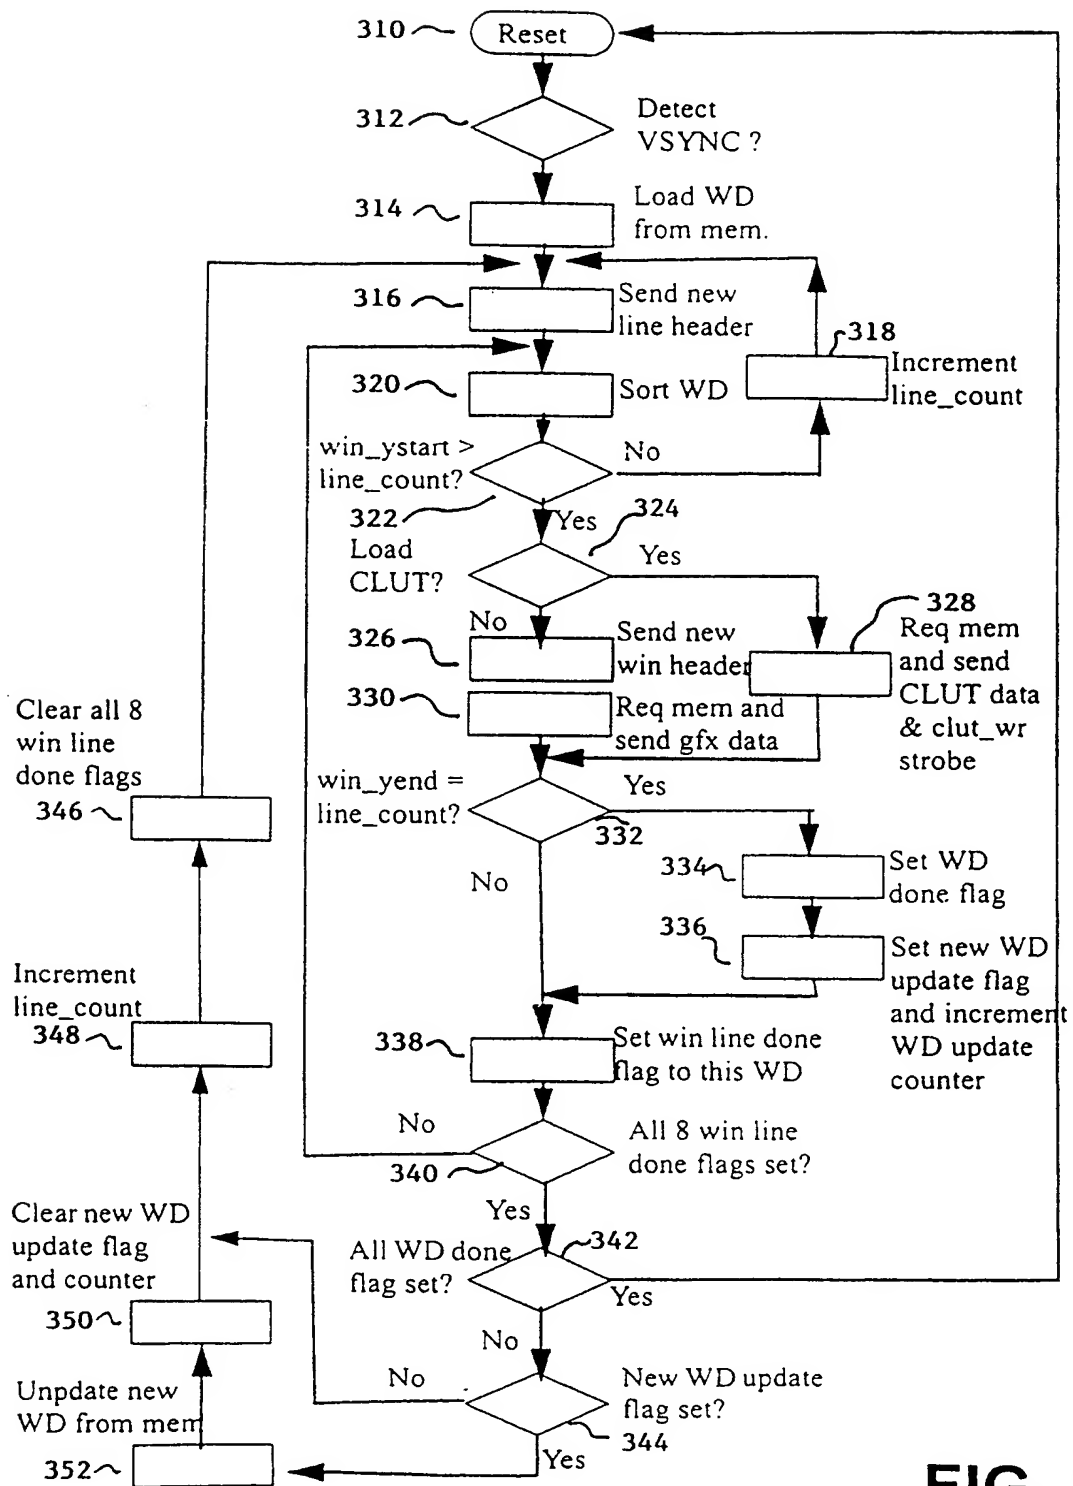 310
Reset
312
Detect
VSYNC ?
314
Load WD
from mem.
316
Send new
line header
318
Increment
line_count
320
Sort WD
win_ystart >
line_count?
No
322
Yes
324
Load
CLUT?
Yes
No
326
Send new
win header
328
Req mem
and send
CLUT data
& clut_wr
strobe
330
Req mem and
send gfx data
Clear all 8
win line
done flags
346
win_yend =
line_count?
Yes
332
No
334
Set WD
done flag
336
Set new WD
update flag
and increment
WD update
counter
Increment
line_count
348
338
Set win line done
flag to this WD
No
340
All 8 win line
done flags set?
Yes
Clear new WD
update flag
and counter
350
All WD done
flag set?
342
Yes
No
No
New WD update
flag set?
344
Yes
Unpdate new
WD from mem
352
FIG